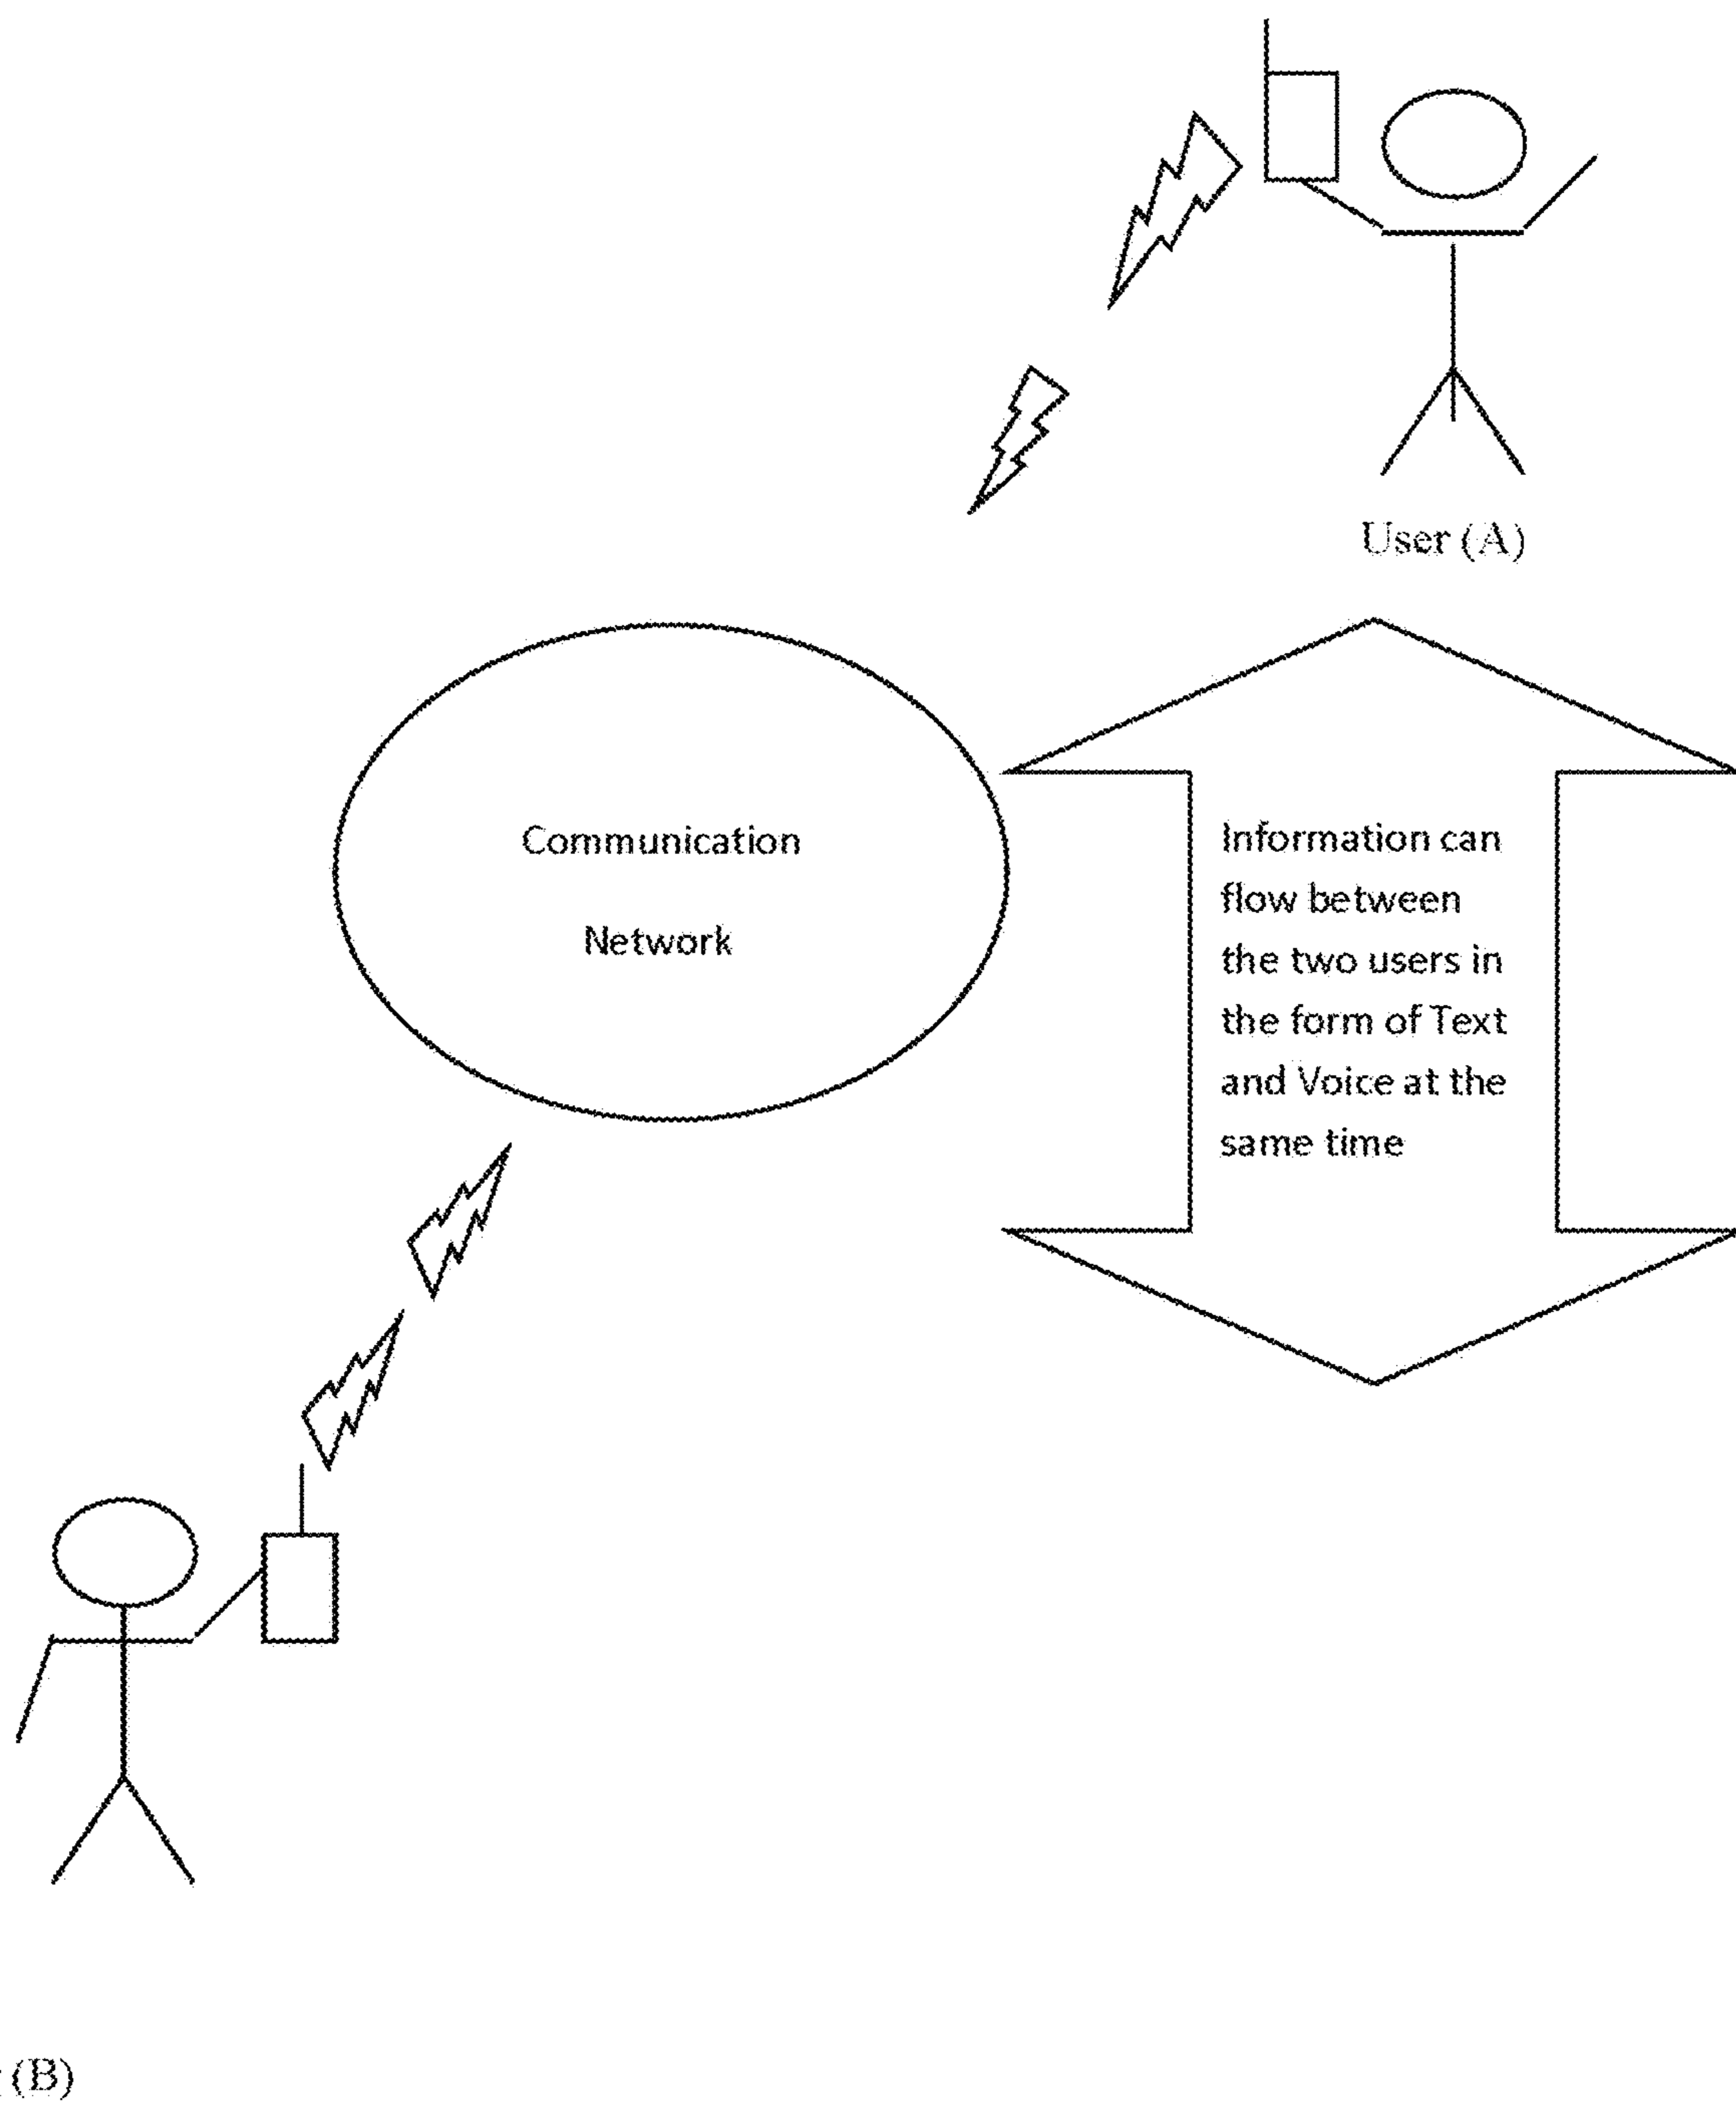 User (A)
Communication
Network
Information can
flow between
the two users in
the form of Text
and Voice at the
same time
(B)